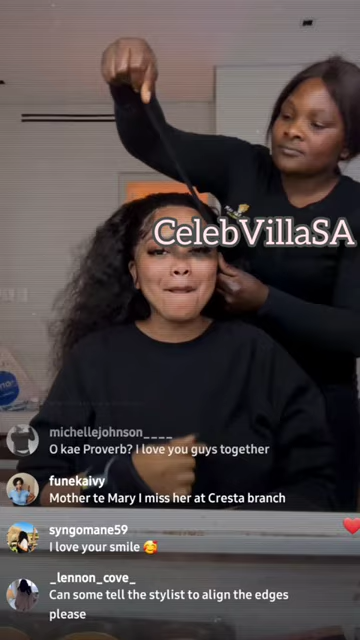 CelebVillaSA
michellejohnson____
O kae Proverb? I love you guys together
funekaivy
Mother te Mary I miss her at Cresta branch
syngomane59
I love your smile 🥰
_lennon_cove_
Can some tell the stylist to align the edges
please